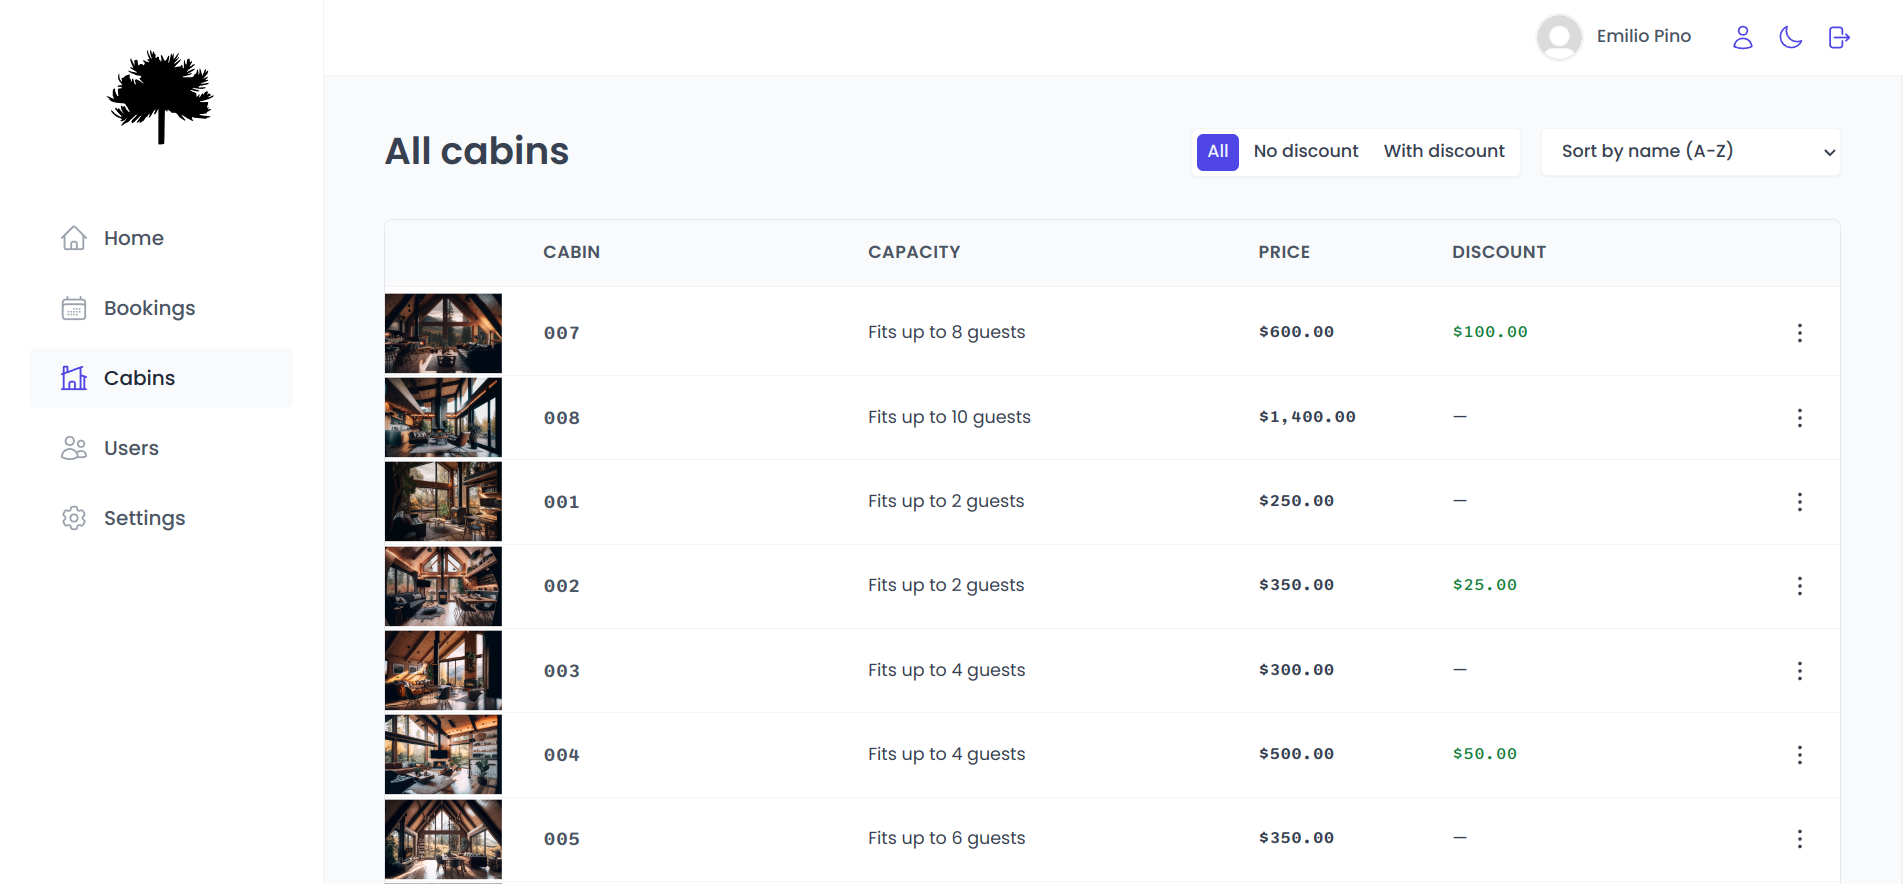 Emilio Pino
Home
Bookings
Cabins
Users
Settings
All cabins
All No discount With discount
Sort by name (A-Z)
CABIN CAPACITY PRICE DISCOUNT
007 Fits up to 8 guests $600.00 $100.00
008 Fits up to 10 guests $1,400.00 —
001 Fits up to 2 guests $250.00 —
002 Fits up to 2 guests $350.00 $25.00
003 Fits up to 4 guests $300.00 —
004 Fits up to 4 guests $500.00 $50.00
005 Fits up to 6 guests $350.00 —